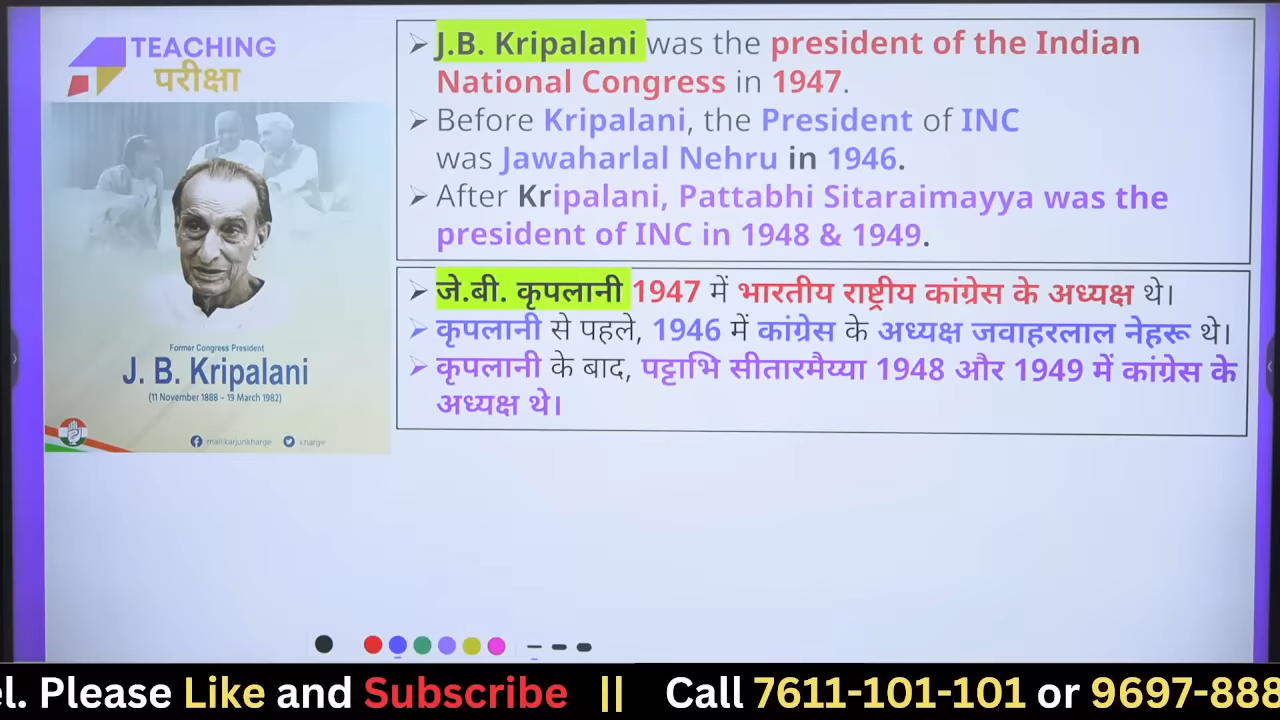 TEACHING
परीक्षा
➢ J.B. Kripalani was the president of the Indian
National Congress in 1947.
➢ Before Kripalani, the President of INC
was Jawaharlal Nehru in 1946.
➢ After Kripalani, Pattabhi Sitaraimayya was the
president of INC in 1948 & 1949.
➢ जे.बी. कृपलानी 1947 में भारतीय राष्ट्रीय कांग्रेस के अध्यक्ष थे।
➢ कृपलानी से पहले, 1946 में कांग्रेस के अध्यक्ष जवाहरलाल नेहरू थे।
➢ कृपलानी के बाद, पट्टाभि सीतारमैय्या 1948 और 1949 में कांग्रेस के
अध्यक्ष थे।
Former Congress President
J. B. Kripalani
(11 November 1888 – 19 March 1982)
mallikarjunkharge kharge
el. Please Like and Subscribe || Call 7611-101-101 or 9697-888